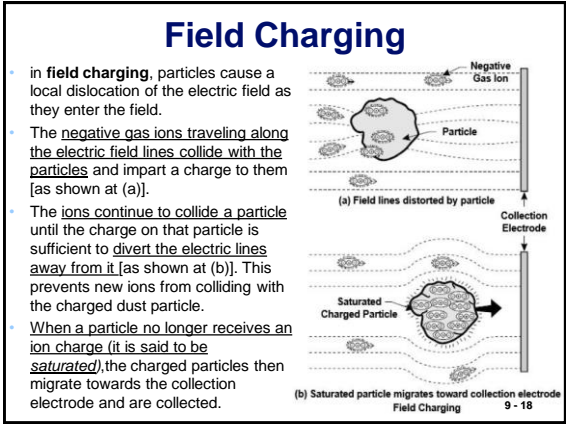 Field Charging
in field charging, particles cause a
local dislocation of the electric field as
they enter the field.
The negative gas ions traveling along
the electric field lines collide with the
particles and impart a charge to them
[as shown at (a)].
The ions continue to collide a particle
until the charge on that particle is
sufficient to divert the electric lines
away from it [as shown at (b)]. This
prevents new ions from colliding with
the charged dust particle.
When a particle no longer receives an
ion charge (it is said to be
saturated),the charged particles then
migrate towards the collection
electrode and are collected.
Negative
Gas Ion
Particle
(a) Field lines distorted by particle
Collection
Electrode
Saturated
Charged Particle
(b) Saturated particle migrates toward collection electrode
Field Charging
9 - 18